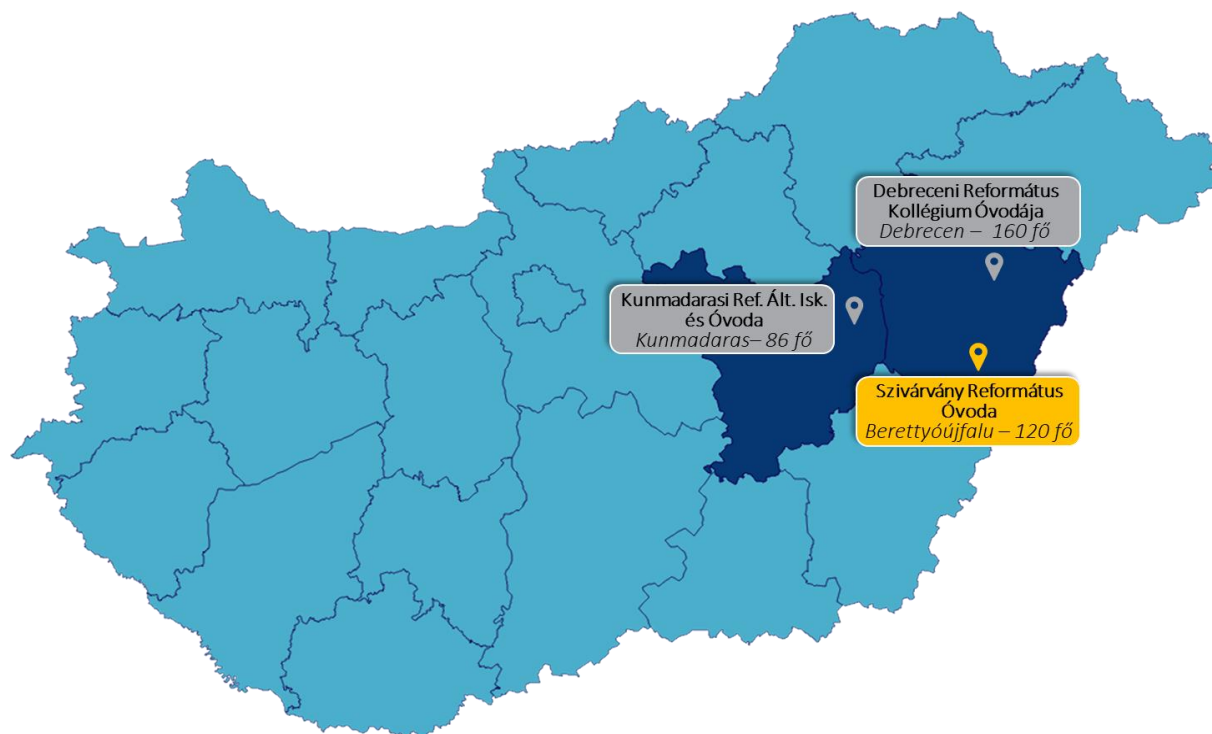 Debreceni Református
Kollégium Óvodája
Debrecen – 160 fő
Kunmadarasi Ref. Ált. Isk.
és Óvoda
Kunmadaras– 86 fő
Szivárvány Református
Óvoda
Berettyóújfalu – 120 fő